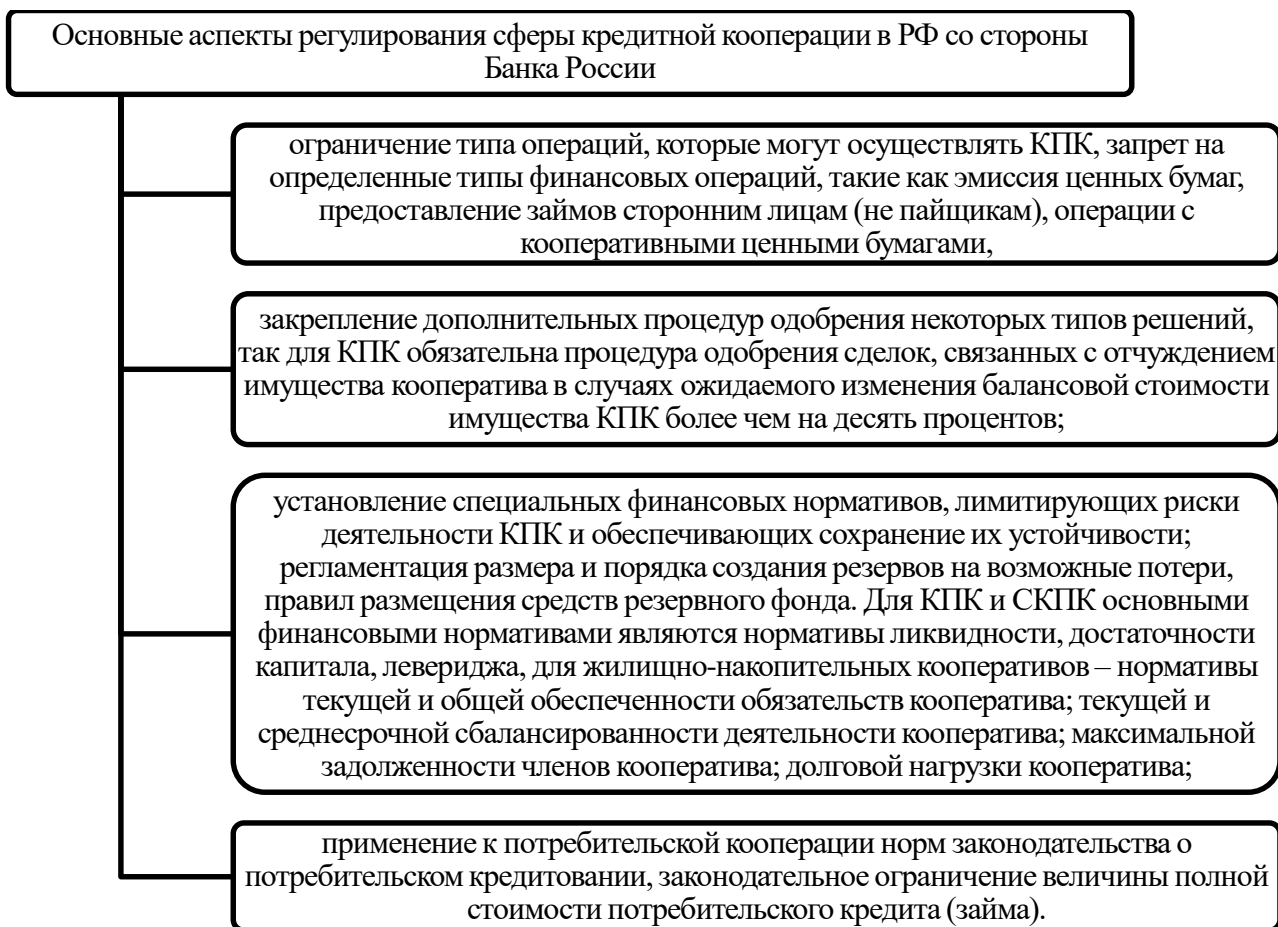 Основные аспекты регулирования сферы кредитной кооперации в РФ со стороны
Банка России
ограничение типа операций, которые могут осуществлять КПК, запрет на
определенные типы финансовых операций, такие как эмиссия ценных бумаг,
предоставление займов сторонним лицам (не пайщикам), операции с
кооперативными ценными бумагами,
закрепление дополнительных процедур одобрения некоторых типов решений,
так для КПК обязательна процедура одобрения сделок, связанных с отчуждением
имущества кооператива в случаях ожидаемого изменения балансовой стоимости
имущества КПК более чем на десять процентов;
установление специальных финансовых нормативов, лимитирующих риски
деятельности КПК и обеспечивающих сохранение их устойчивости;
регламентация размера и порядка создания резервов на возможные потери,
правил размещения средств резервного фонда. Для КПК и СКПК основными
финансовыми нормативами являются нормативы ликвидности, достаточности
капитала, левериджа, для жилищно-накопительных кооперативов – нормативы
текущей и общей обеспеченности обязательств кооператива; текущей и
среднесрочной сбалансированности деятельности кооператива; максимальной
задолженности членов кооператива; долговой нагрузки кооператива;
применение к потребительской кооперации норм законодательства о
потребительском кредитовании, законодательное ограничение величины полной
стоимости потребительского кредита (займа).